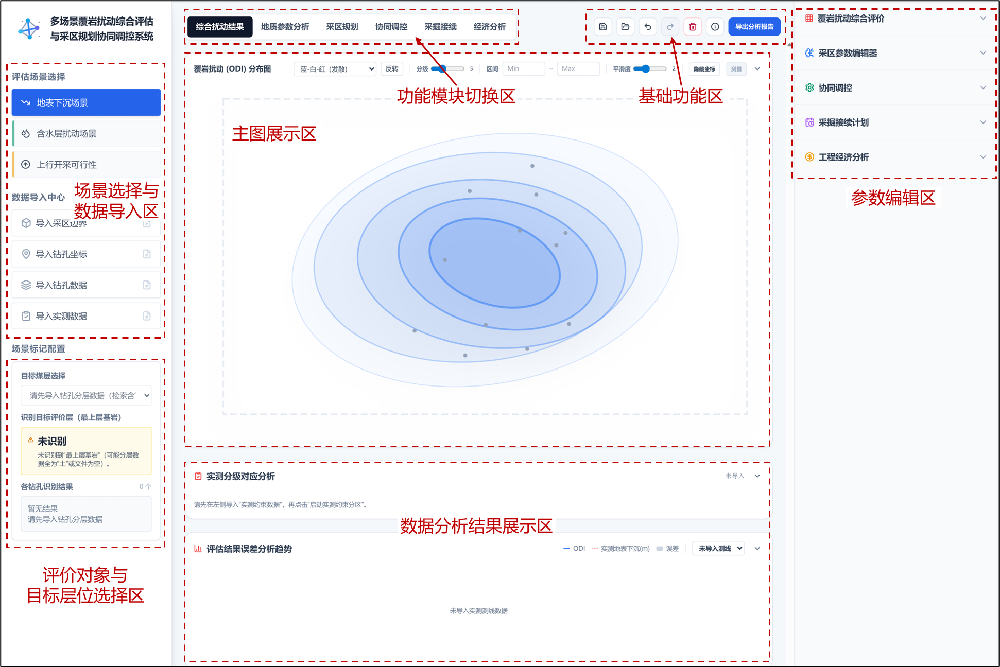 多场景覆岩扰动综合评估
与采区规划协同调控系统
评估场景选择
地表下沉场景
含水层扰动场景
上行开采可行性
数据导入中心
场景选择与
数据导入区
导入采区边界
导入钻孔坐标
导入钻孔数据
导入实测数据
场景标记配置
目标煤层选择
请先导入钻孔分层数据（检索含"
识别目标评价层（最上层基岩）
未识别
未识别到"最上层基岩"（可能分层数
据全为"土"或文件为空）。
各钻孔识别结果 0 个
暂无结果
请先导入钻孔分层数据
评价对象与
目标层位选择区
综合扰动结果 地质参数分析 采区规划 协同调控 采掘接续 经济分析
导出分析报告
覆岩扰动 (ODI) 分布图 蓝-白-红（发散） 反转 分级 5 区间 Min ~ Max 平滑度 2 隐藏坐标 测量
功能模块切换区
基础功能区
主图展示区
实测分级对应分析 未导入
请先在左侧导入"实测约束数据"，再点击"启动实测约束分区"。
数据分析结果展示区
评估结果误差分析趋势 ODI 实测地表下沉(m) 误差 未导入测线
未导入实测测线数据
覆岩扰动综合评价
采区参数编辑器
协同调控
采掘接续计划
工程经济分析
参数编辑区